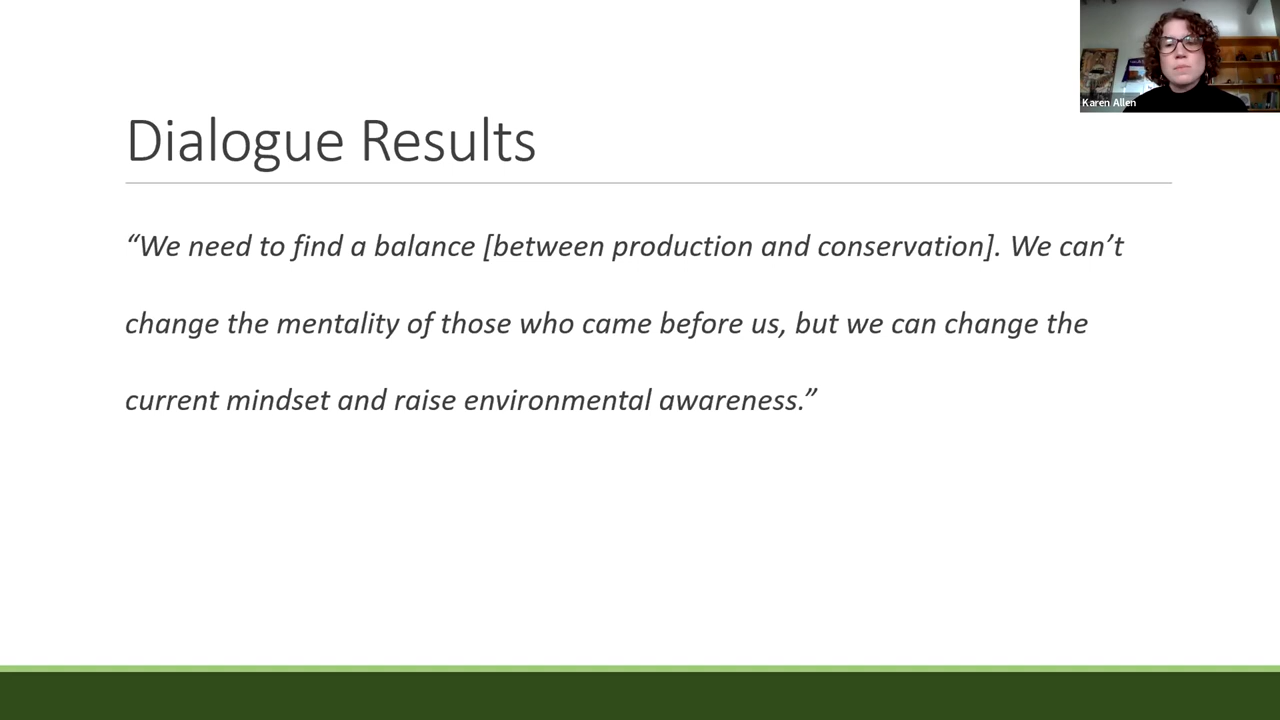 Karen Allen
Dialogue Results
“We need to find a balance [between production and conservation]. We can’t
change the mentality of those who came before us, but we can change the
current mindset and raise environmental awareness.”